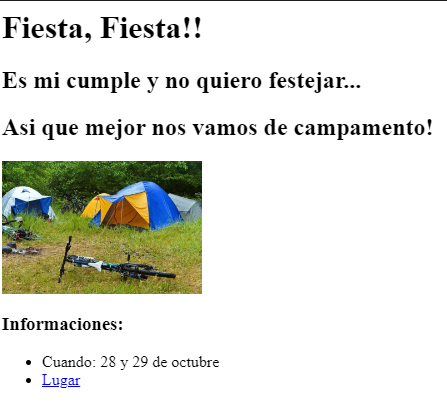 Fiesta, Fiesta!!
Es mi cumple y no quiero festejar...
Asi que mejor nos vamos de campamento!
Informaciones:
Cuando: 28 y 29 de octubre
Lugar